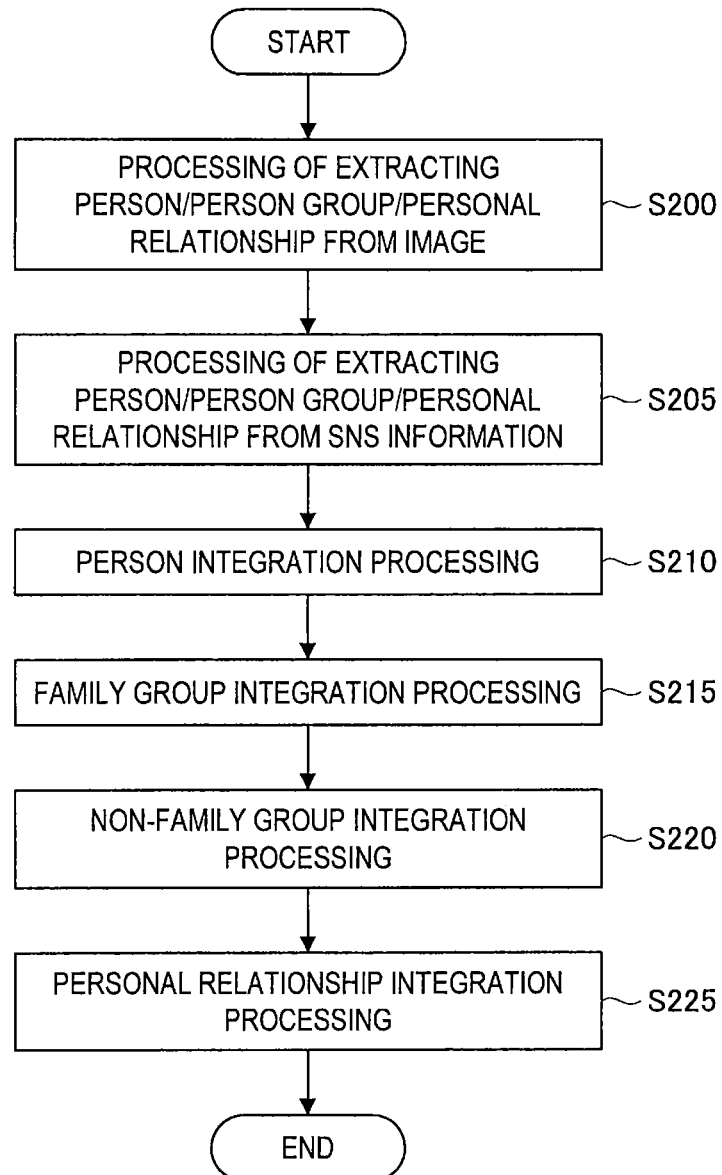 START
PROCESSING OF EXTRACTING
PERSON/PERSON GROUP/PERSONAL
RELATIONSHIP FROM IMAGE
S200
PROCESSING OF EXTRACTING
PERSON/PERSON GROUP/PERSONAL
RELATIONSHIP FROM SNS INFORMATION
S205
PERSON INTEGRATION PROCESSING
S210
FAMILY GROUP INTEGRATION PROCESSING
S215
NON-FAMILY GROUP INTEGRATION
PROCESSING
S220
PERSONAL RELATIONSHIP INTEGRATION
PROCESSING
S225
END